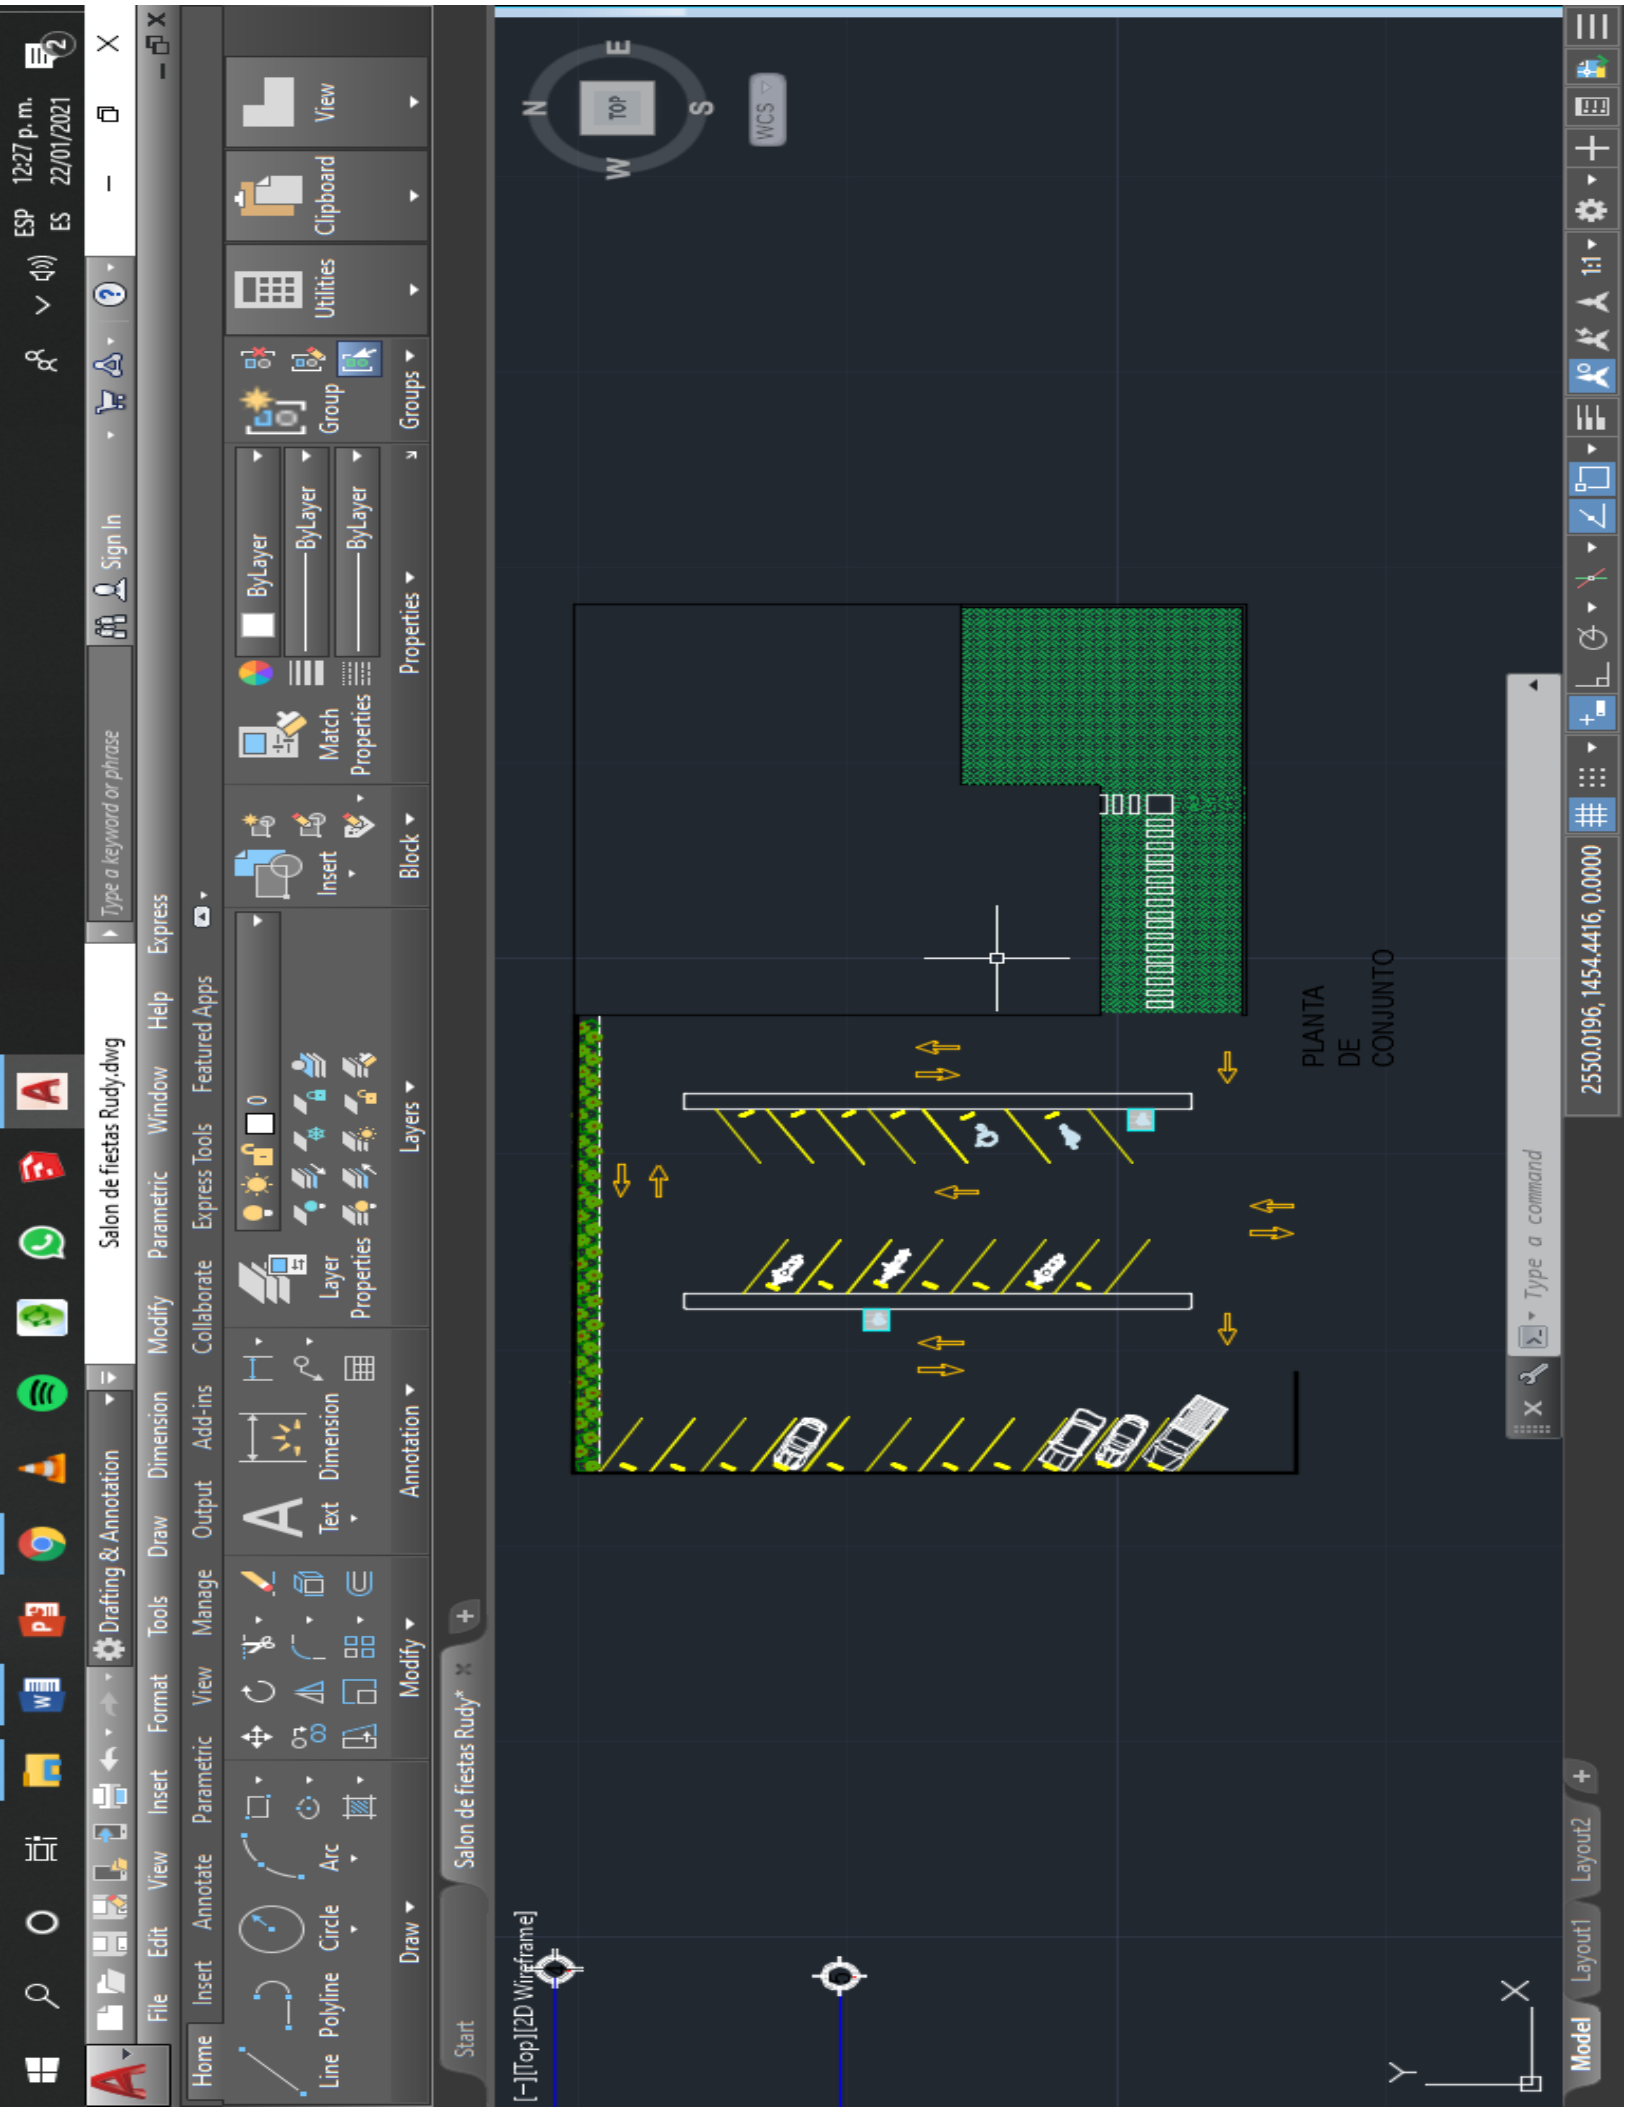 Drafting & Annotation
Salon de fiestas Rudy.dwg
Type a keyword or phrase
Sign In
File Edit View Insert Format Tools Draw Dimension Modify Parametric Window Help Express
Home Insert Annotate Parametric View Manage Output Add-ins Collaborate Express Tools Featured Apps
Line Polyline Circle Arc
Draw
Modify
Text Dimension
Annotation
Layer
Properties
0
Layers
Insert
Block
Match
Properties
ByLayer
ByLayer
ByLayer
Properties
Group
Groups
Utilities
Clipboard
View
Start Salon de fiestas Rudy*
[−][Top][2D Wireframe]
N
W TOP E
S
WCS
PLANTA
DE
CONJUNTO
Y
X
Type a command
Model Layout1 Layout2
2550.0196, 1454.4416, 0.0000
1:1
ESP
ES
12:27 p. m.
22/01/2021
2